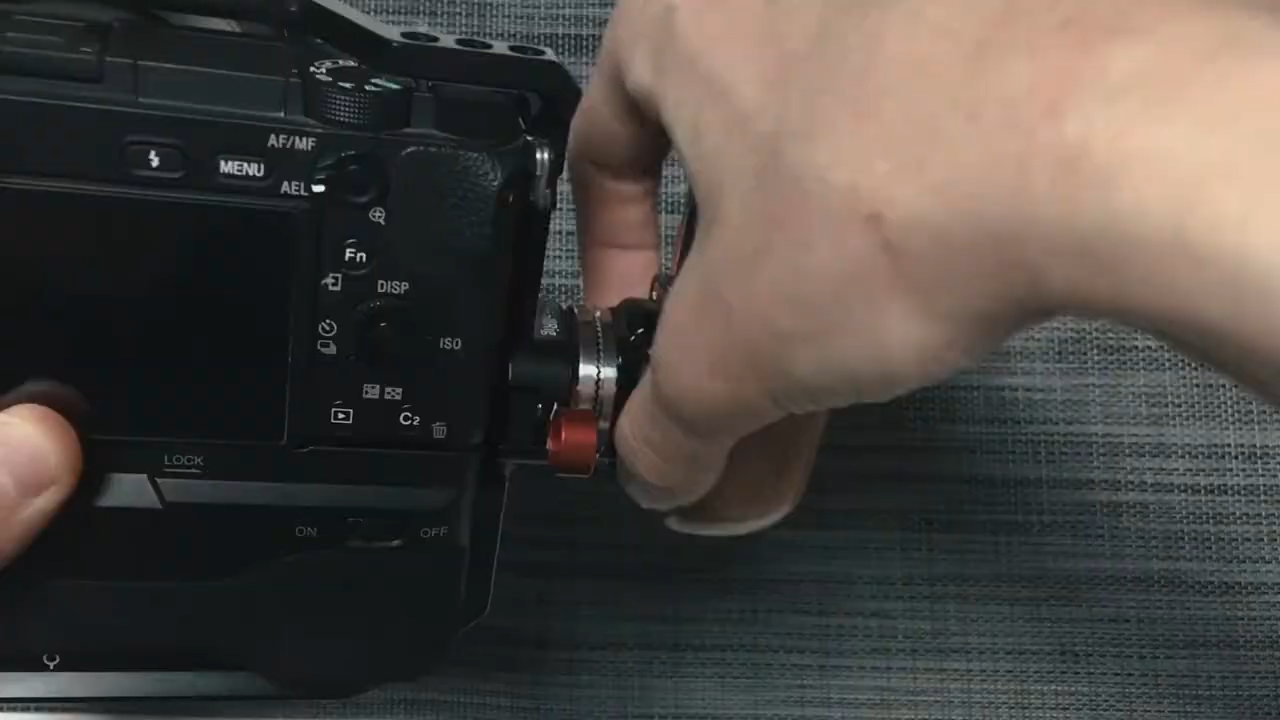 AF/MF
MENU
AEL
Fn
DISP
ISO
C2
LOCK
ON
OFF